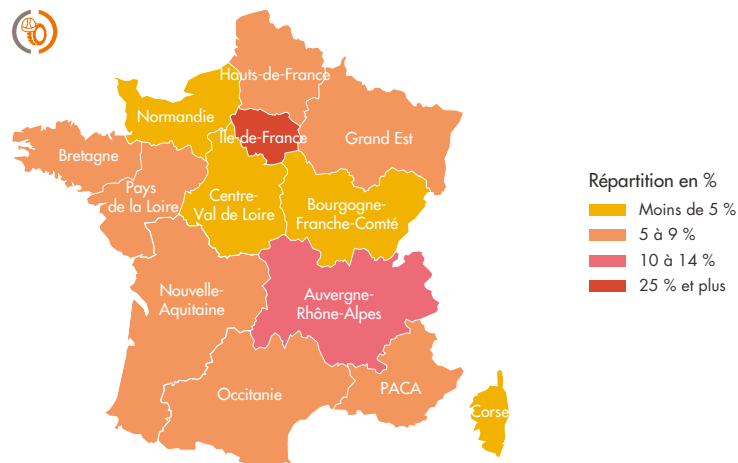 Hauts-de-France
Normandie
Île-de-France
Grand Est
Bretagne
Pays
de la Loire
Centre-
Val de Loire
Bourgogne-
Franche-Comté
Nouvelle-
Aquitaine
Auvergne-
Rhône-Alpes
Occitanie
PACA
Corse
Répartition en %
Moins de 5 %
5 à 9 %
10 à 14 %
25 % et plus